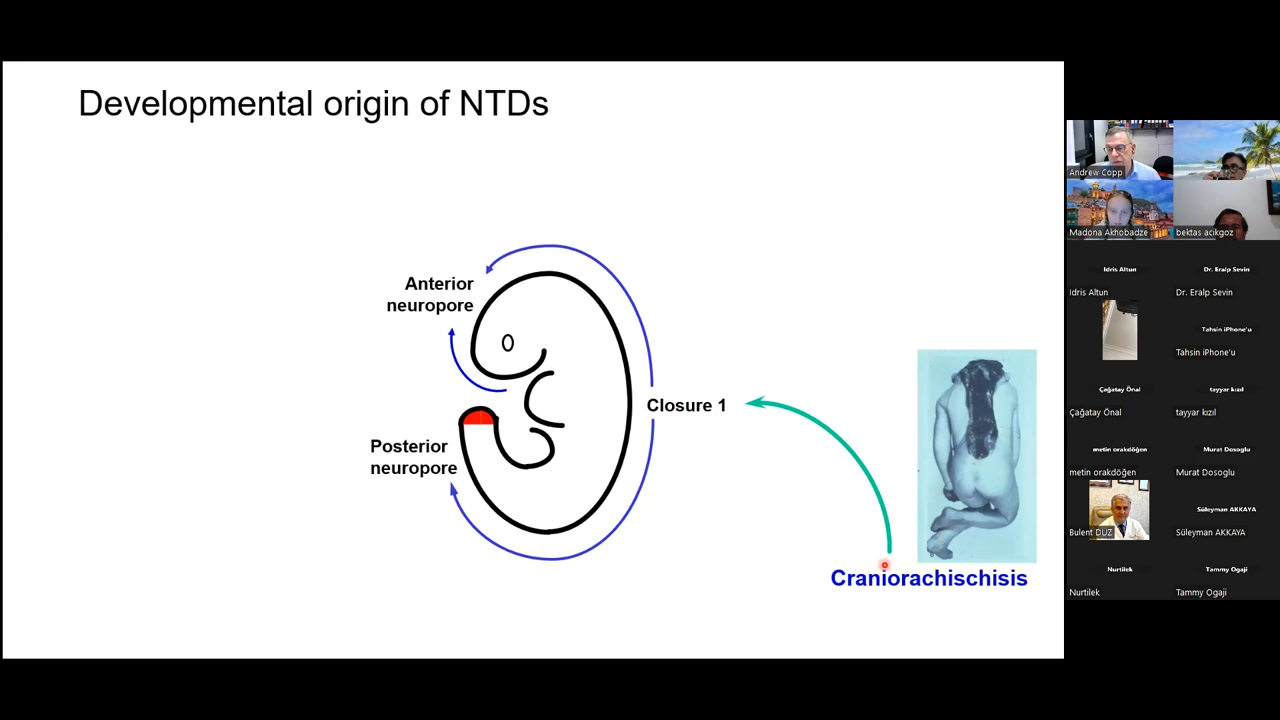 Developmental origin of NTDs
Anterior
neuropore
Closure 1
Posterior
neuropore
Craniorachischisis
Andrew Copp
Madona Akhobadze
bektas acikgoz
Idris Altun
Dr. Eralp Sevin
Idris Altun
Dr. Eralp Sevin
Tahsin iPhone'u
Tahsin iPhone'u
Çağatay Önal
tayyar kızıl
Çağatay Önal
tayyar kızıl
metin orakdöğen
Murat Dosoglu
metin orakdöğen
Murat Dosoglu
Süleyman AKKAYA
Bulent DUZ
Süleyman AKKAYA
Nurtilek
Tammy Ogaji
Nurtilek
Tammy Ogaji